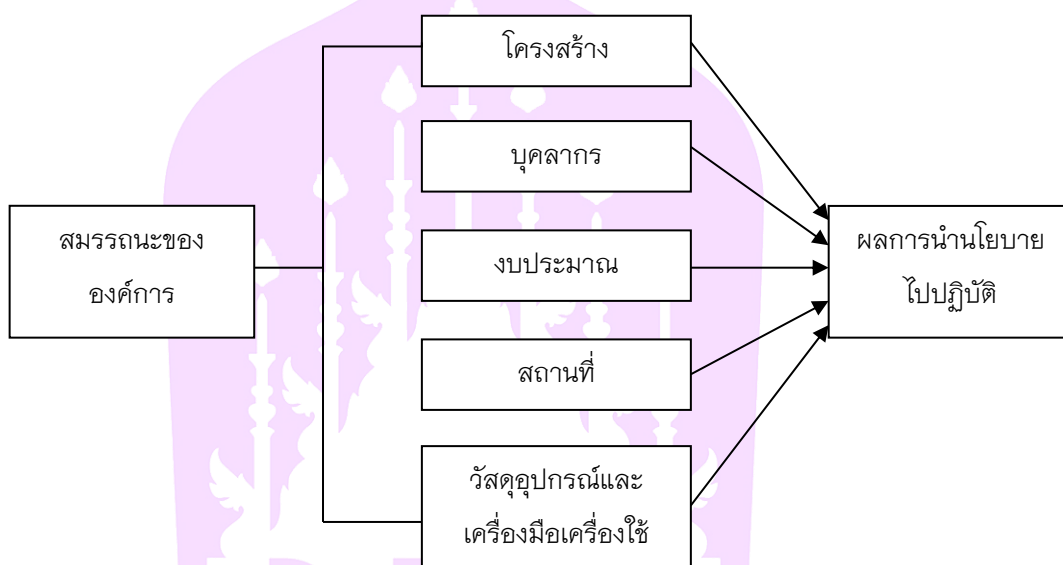 โครงสร้าง
บุคลากร
สมรรถนะของ
องค์การ
งบประมาณ
ผลการนำนโยบาย
ไปปฏิบัติ
สถานที่
วัสดุอุปกรณ์และ
เครื่องมือเครื่องใช้